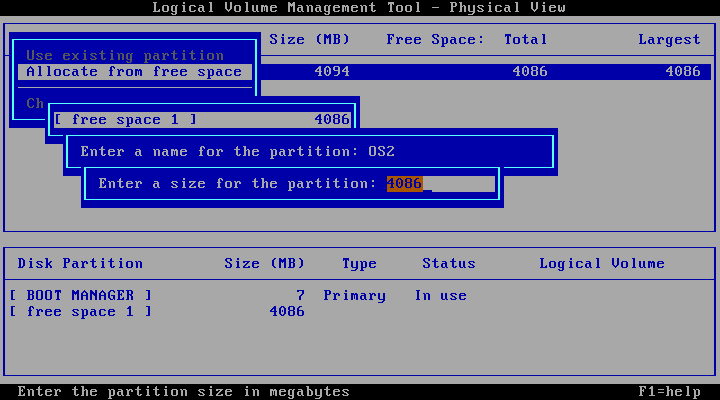 Logical Volume Management Tool - Physical View
Size (MB) Free Space: Total Largest
Use existing partition
Allocate from free space 4094 4086 4086
Ch
[ free space 1 ] 4086
Enter a name for the partition: OS2
Enter a size for the partition: 4086_
Disk Partition Size (MB) Type Status Logical Volume
[ BOOT MANAGER ] 7 Primary In use
[ free space 1 ] 4086
Enter the partition size in megabytes F1=help